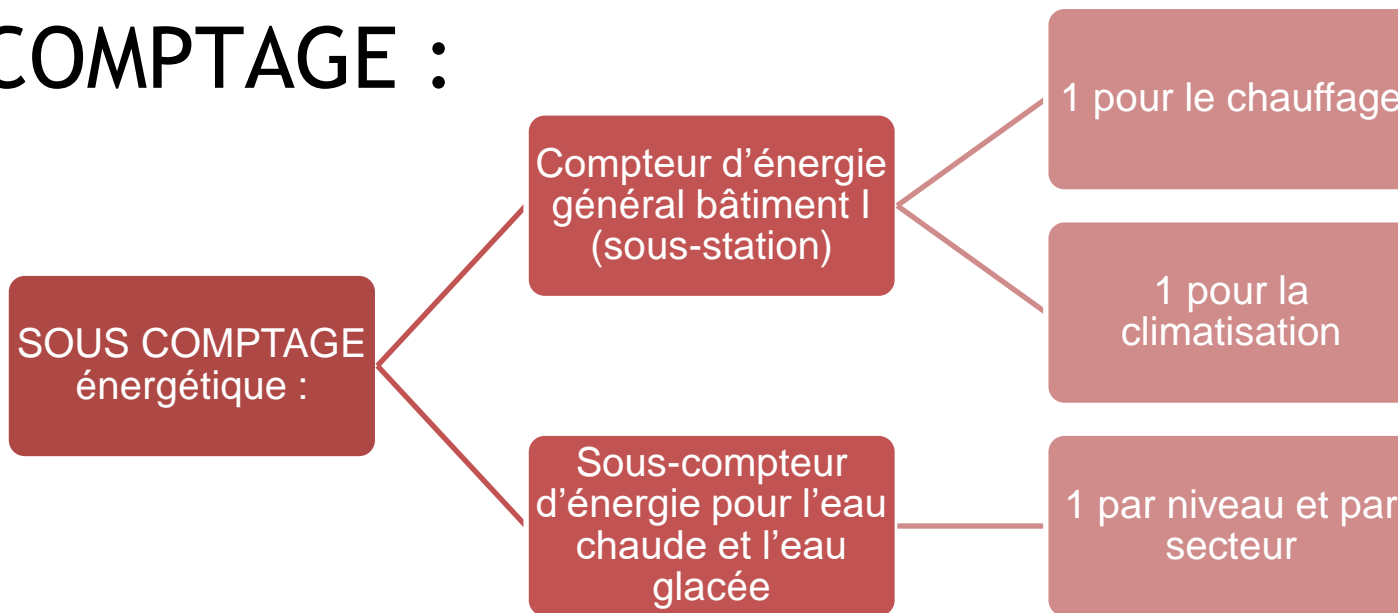 COMPTAGE :
SOUS COMPTAGE
énergétique :
Compteur d’énergie
général bâtiment I
(sous-station)
1 pour le chauffage
1 pour la
climatisation
Sous-compteur
d’énergie pour l’eau
chaude et l’eau
glacée
1 par niveau et par
secteur